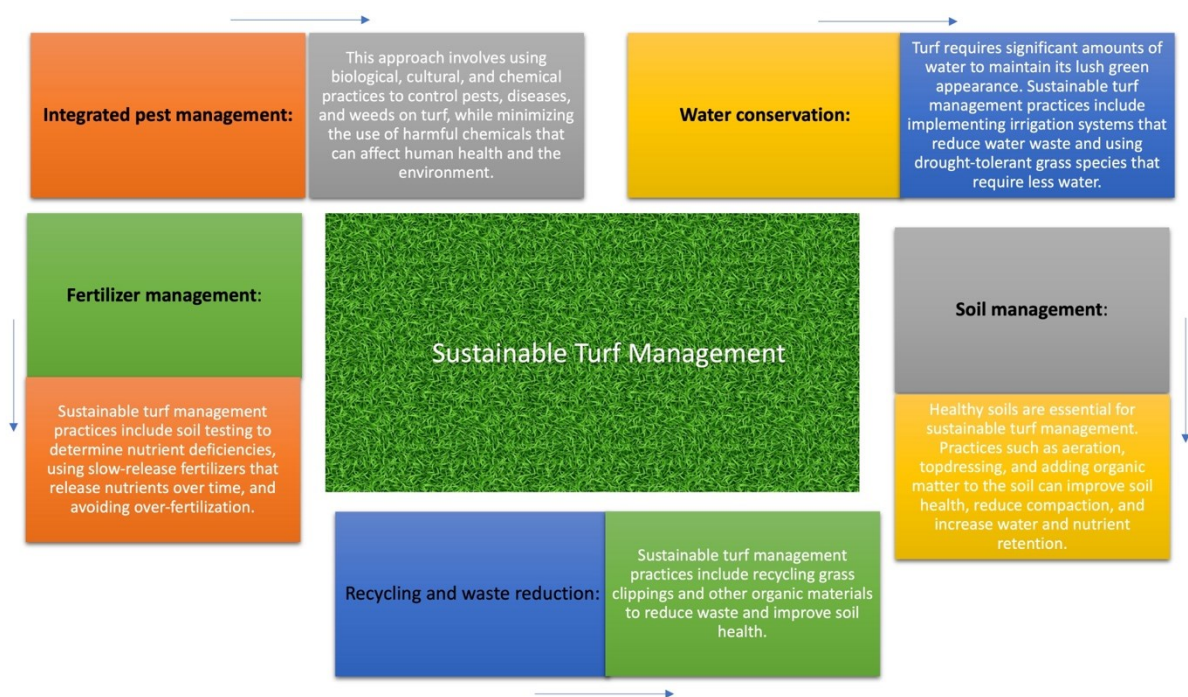 Integrated pest management:
This approach involves using
biological, cultural, and chemical
practices to control pests, diseases,
and weeds on turf, while minimizing
the use of harmful chemicals that
can affect human health and the
environment.
Water conservation:
Turf requires significant amounts of
water to maintain its lush green
appearance. Sustainable turf
management practices include
implementing irrigation systems that
reduce water waste and using
drought-tolerant grass species that
require less water.
Fertilizer management:
Sustainable turf management
practices include soil testing to
determine nutrient deficiencies,
using slow-release fertilizers that
release nutrients over time, and
avoiding over-fertilization.
Sustainable Turf Management
Soil management:
Healthy soils are essential for
sustainable turf management.
Practices such as aeration,
topdressing, and adding organic
matter to the soil can improve soil
health, reduce compaction, and
increase water and nutrient
retention.
Recycling and waste reduction:
Sustainable turf management
practices include recycling grass
clippings and other organic materials
to reduce waste and improve soil
health.